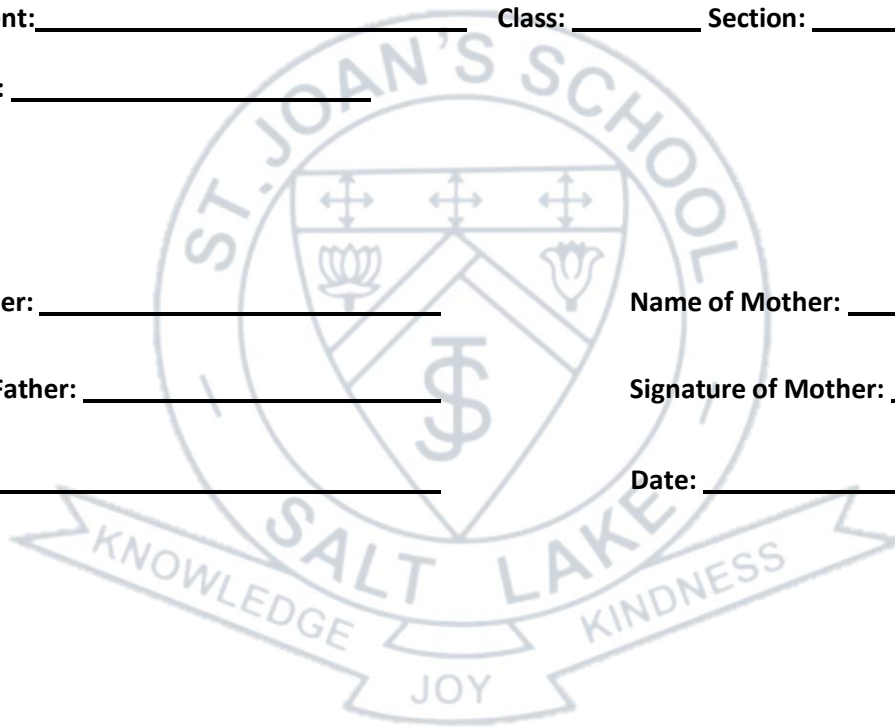 nt: Class: Section:
:
er: Name of Mother:
Father: Signature of Mother:
Date:
ST. JOAN'S SCHOOL
SALT LAKE
KNOWLEDGE
JOY
KINDNESS